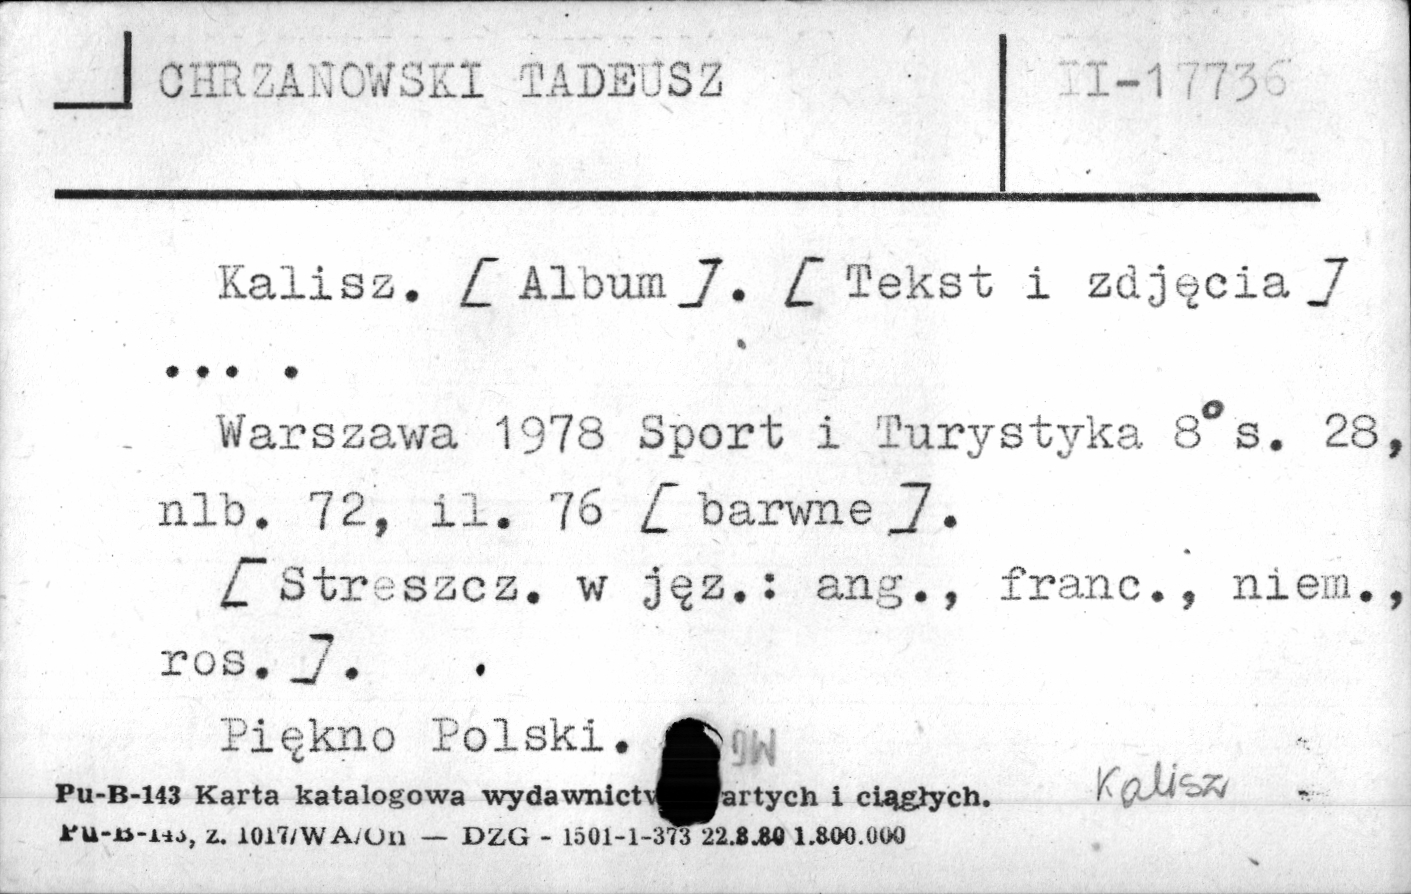 CHRZANOWSKI TADEUSZ
II-17736
Kalisz. [Album]. [Tekst i zdjęcia]
... .
Warszawa 1978 Sport i Turystyka 8° s. 28,
nlb. 72, il. 76 [barwne].
[Streszcz. w jęz.: ang., franc., niem.,
ros.].
Piękno Polski.
Kalisz
Pu-B-143 Karta katalogowa wydawnictw artych i ciągłych.
Pu-B-143, z. 1017/WA/On — DZG - 1501-1-373 22.8.80 1.800.000